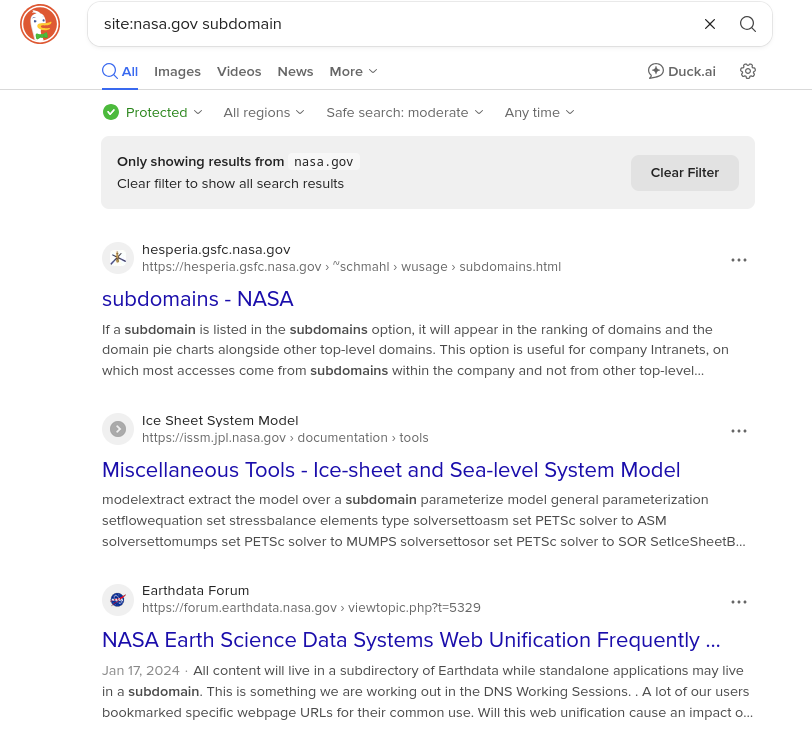 site:nasa.gov subdomain
All Images Videos News More Duck.ai
Protected All regions Safe search: moderate Any time
Only showing results from nasa.gov
Clear filter to show all search results
Clear Filter
hesperia.gsfc.nasa.gov
https://hesperia.gsfc.nasa.gov › ~schmahl › wusage › subdomains.html
subdomains - NASA
If a subdomain is listed in the subdomains option, it will appear in the ranking of domains and the
domain pie charts alongside other top-level domains. This option is useful for company Intranets, on
which most accesses come from subdomains within the company and not from other top-level...
Ice Sheet System Model
https://issm.jpl.nasa.gov › documentation › tools
Miscellaneous Tools - Ice-sheet and Sea-level System Model
modelextract extract the model over a subdomain parameterize model general parameterization
setflowequation set stressbalance elements type solversettoasm set PETSc solver to ASM
solversettomumps set PETSc solver to MUMPS solversettosor set PETSc solver to SOR SetIceSheetB...
Earthdata Forum
https://forum.earthdata.nasa.gov › viewtopic.php?t=5329
NASA Earth Science Data Systems Web Unification Frequently ...
Jan 17, 2024 · All content will live in a subdirectory of Earthdata while standalone applications may live
in a subdomain. This is something we are working out in the DNS Working Sessions. . A lot of our users
bookmarked specific webpage URLs for their common use. Will this web unification cause an impact o...